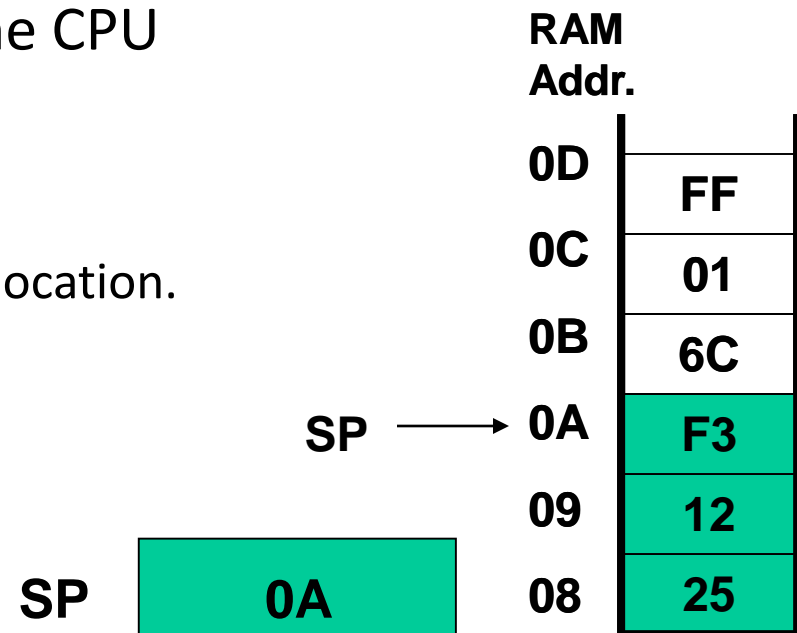 he CPU
RAM
Addr.
0D FF
0C 01
ocation.
0B 6C
SP 0A F3
09 12
SP 0A 08 25